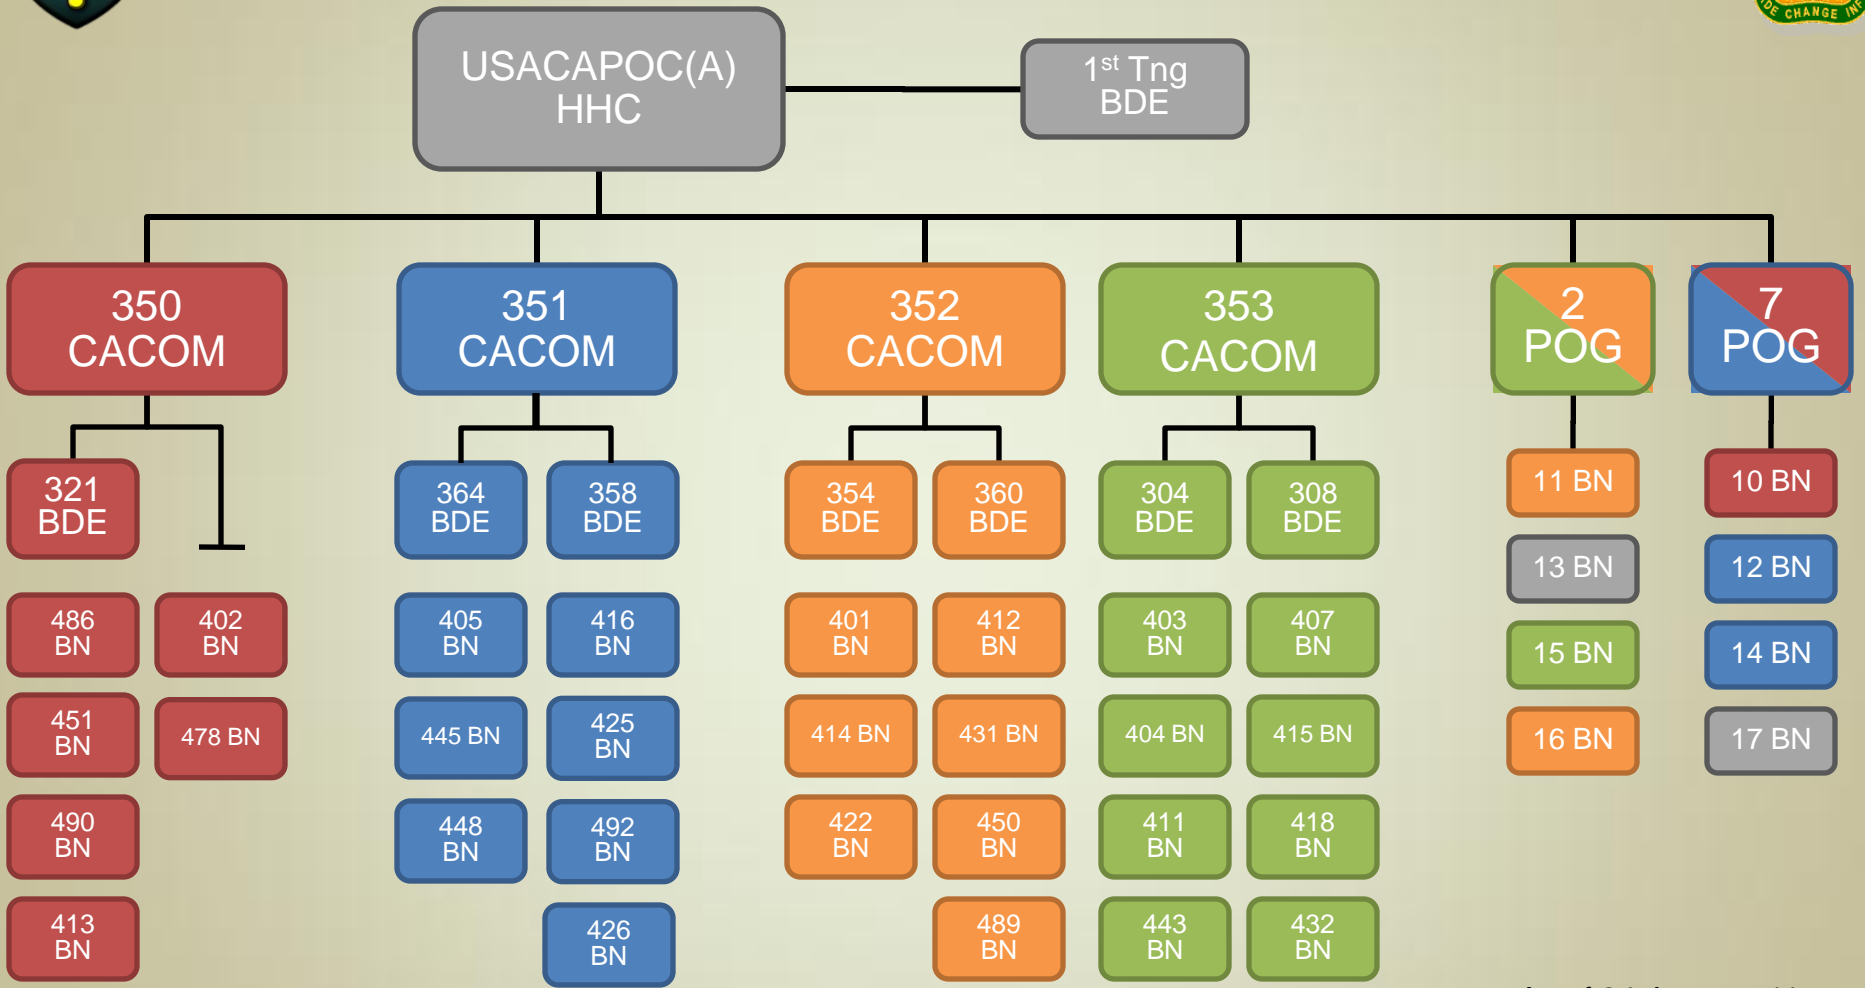 DE CHANGE INF
USACAPOC(A)
HHC
1st Tng
BDE
350
CACOM
351
CACOM
352
CACOM
353
CACOM
2
POG
7
POG
321
BDE
364
BDE
358
BDE
354
BDE
360
BDE
304
BDE
308
BDE
11 BN
10 BN
13 BN
12 BN
486
BN
402
BN
405
BN
416
BN
401
BN
412
BN
403
BN
407
BN
15 BN
14 BN
451
BN
478 BN
445 BN
425
BN
414 BN
431 BN
404 BN
415 BN
16 BN
17 BN
490
BN
448
BN
492
BN
422
BN
450
BN
411
BN
418
BN
413
BN
426
BN
489
BN
443
BN
432
BN